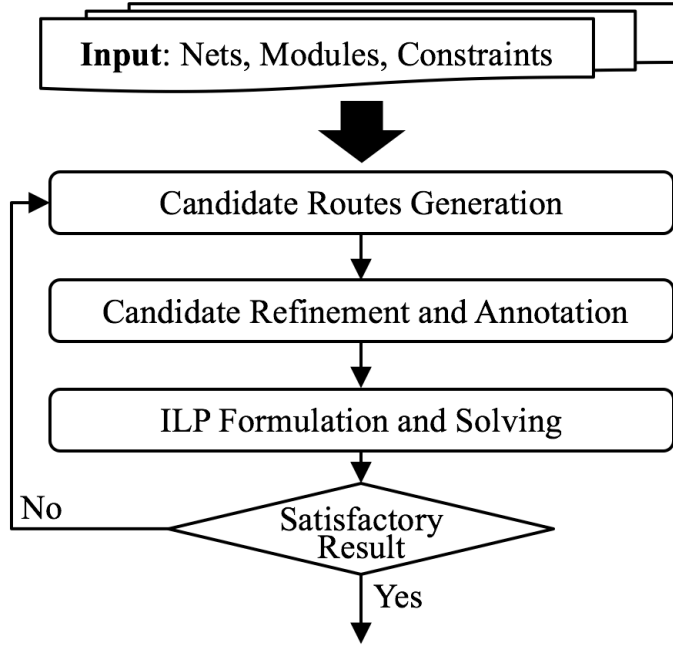 Input: Nets, Modules, Constraints
Candidate Routes Generation
Candidate Refinement and Annotation
ILP Formulation and Solving
No
Satisfactory
Result
Yes